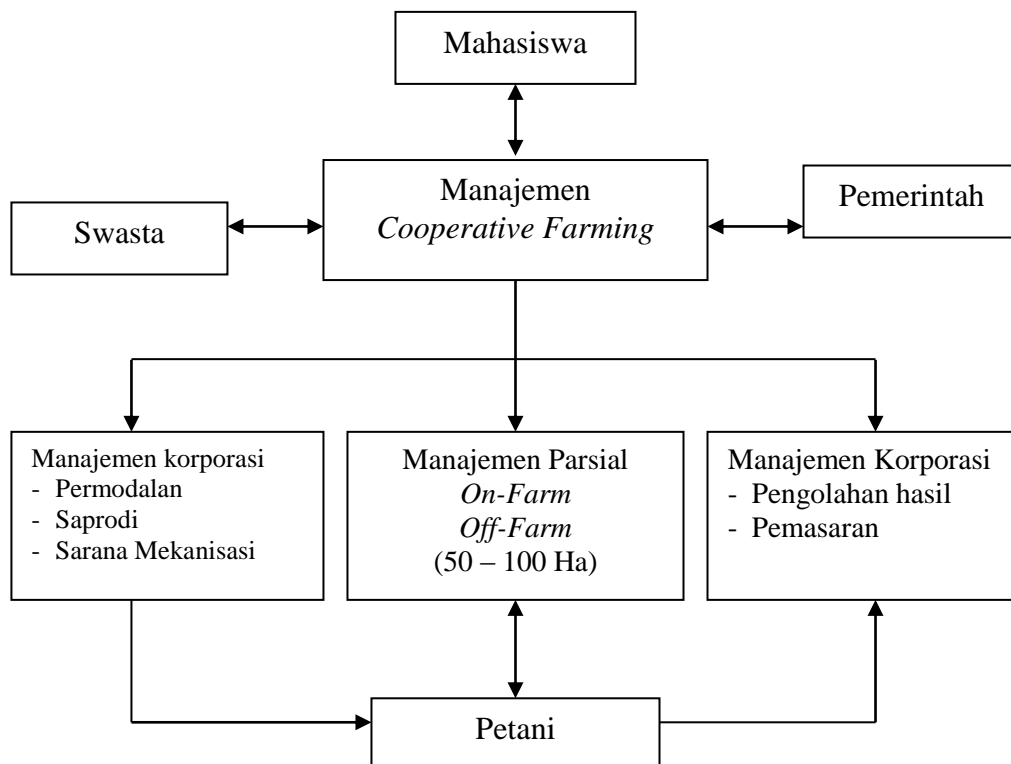 Mahasiswa
Manajemen
Cooperative Farming
Pemerintah
Swasta
Manajemen korporasi
- Permodalan
- Saprodi
- Sarana Mekanisasi
Manajemen Parsial
On-Farm
Off-Farm
(50 – 100 Ha)
Manajemen Korporasi
- Pengolahan hasil
- Pemasaran
Petani